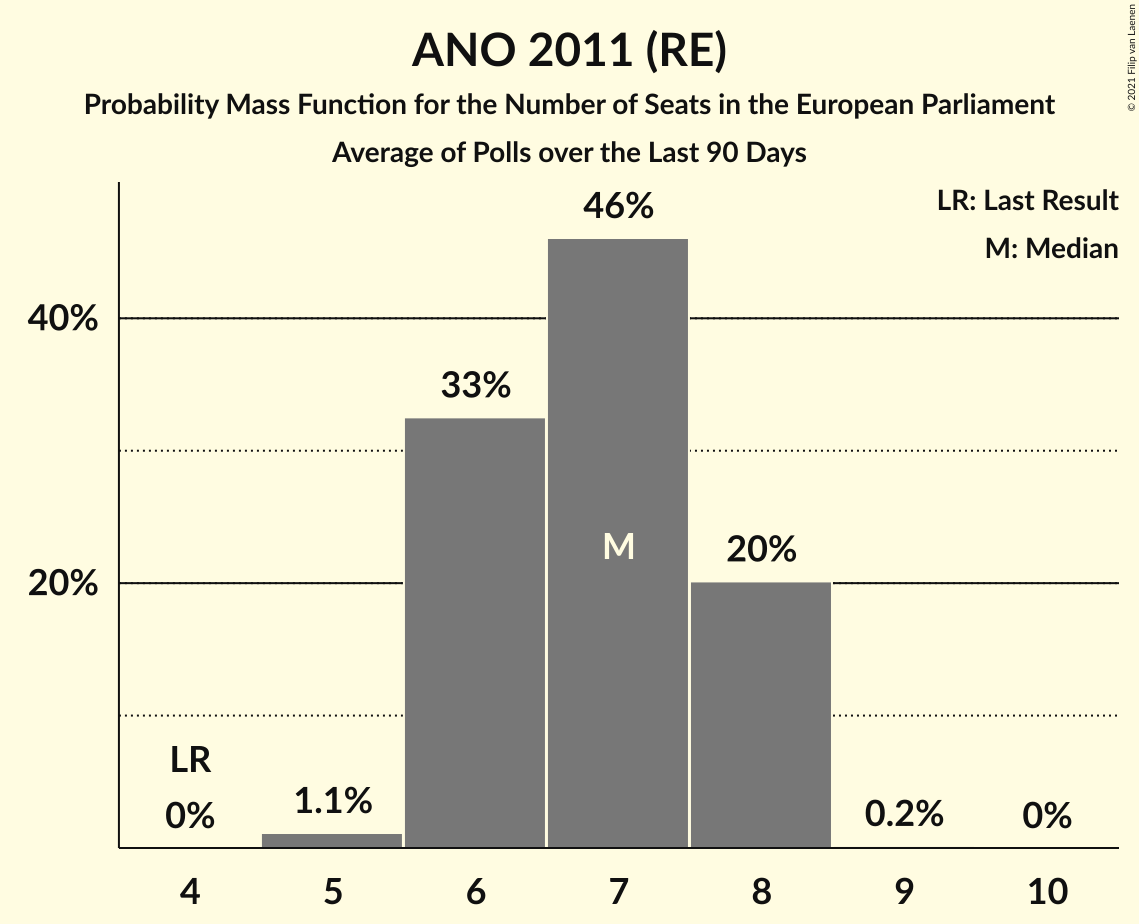 ANO 2011 (RE)
Probability Mass Function for the Number of Seats in the European Parliament
Average of Polls over the Last 90 Days
© 2021 Filip van Laenen
LR: Last Result
M: Median
46%
40%
33%
M
20%
20%
LR
0%
1.1%
0.2%
0%
4 5 6 7 8 9 10